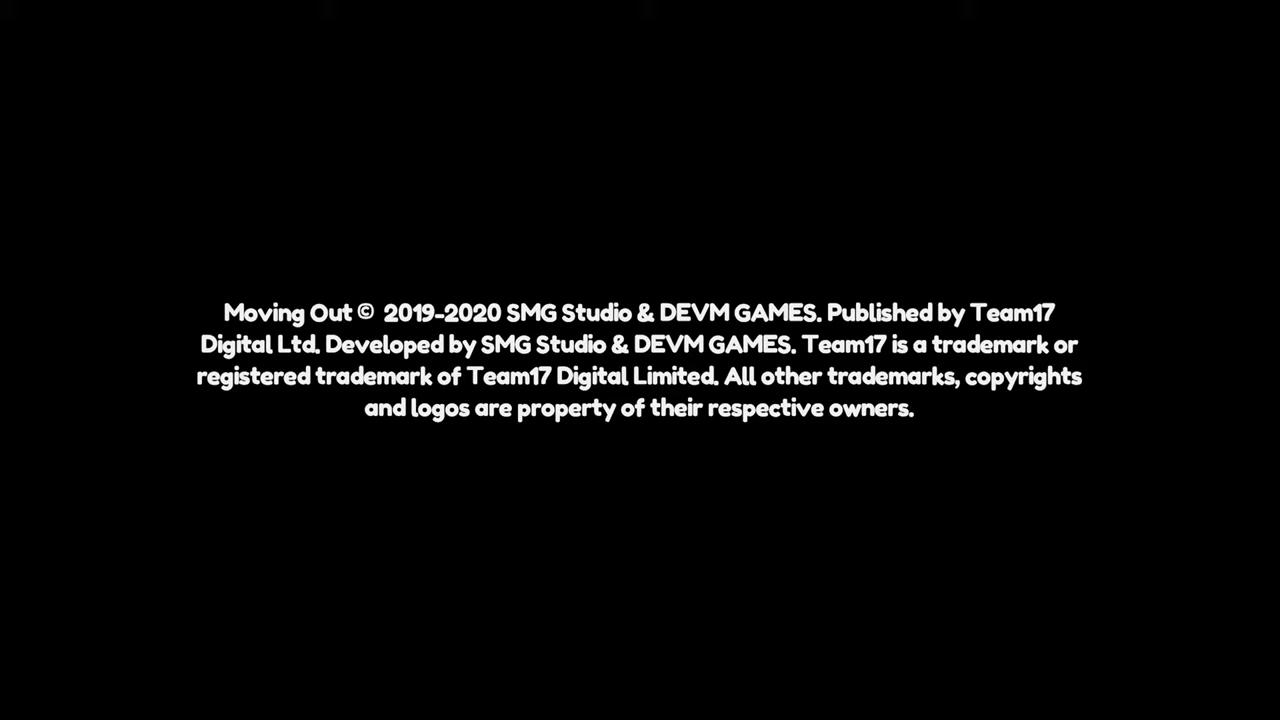 Moving Out © 2019-2020 SMG Studio & DEVM GAMES. Published by Team17
Digital Ltd. Developed by SMG Studio & DEVM GAMES. Team17 is a trademark or
registered trademark of Team17 Digital Limited. All other trademarks, copyrights
and logos are property of their respective owners.